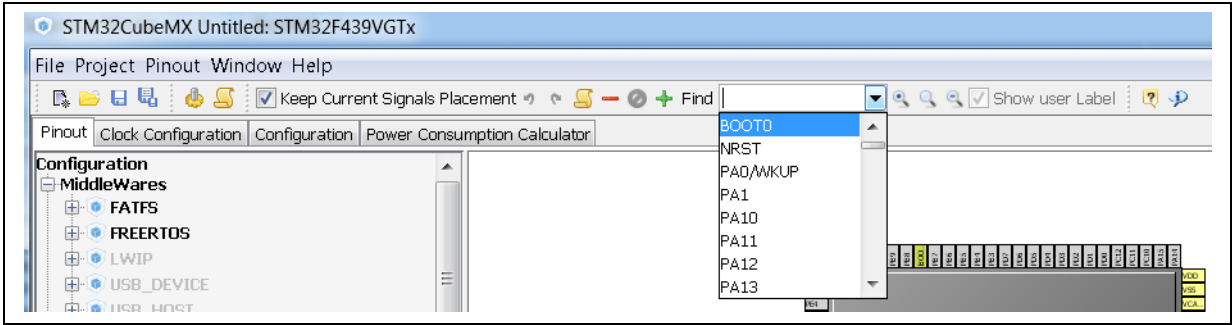 STM32CubeMX Untitled: STM32F439VGTx
File Project Pinout Window Help
Keep Current Signals Placement Find Show user Label
Pinout Clock Configuration Configuration Power Consumption Calculator
Configuration
MiddleWares
FATFS
FREERTOS
LWIP
USB_DEVICE
USB_HOST
BOOT0
NRST
PA0/WKUP
PA1
PA10
PA11
PA12
PA13
VDD
VSS
VCA...